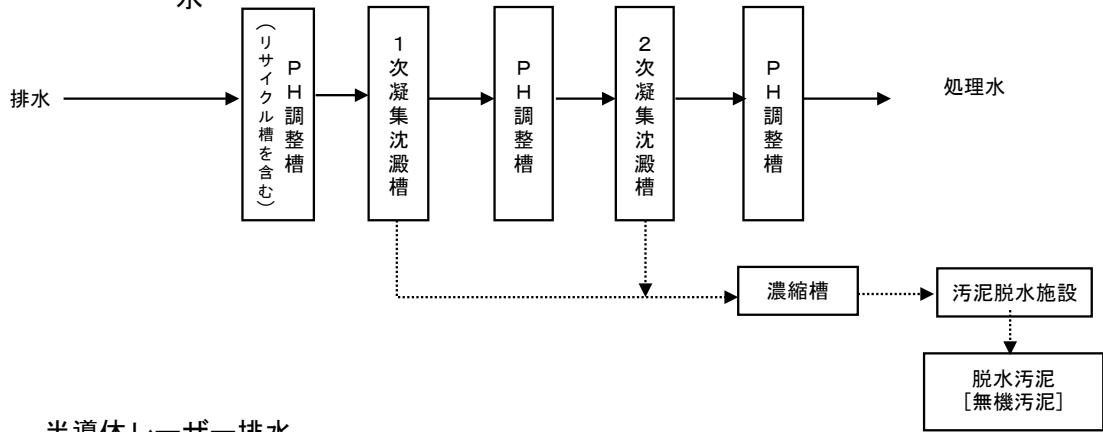 水
排水
(リサイクル槽を含む)
PH調整槽
1次凝集沈澱槽
PH調整槽
2次凝集沈澱槽
PH調整槽
処理水
濃縮槽
汚泥脱水施設
脱水汚泥
[無機汚泥]
半導体レーザー排水